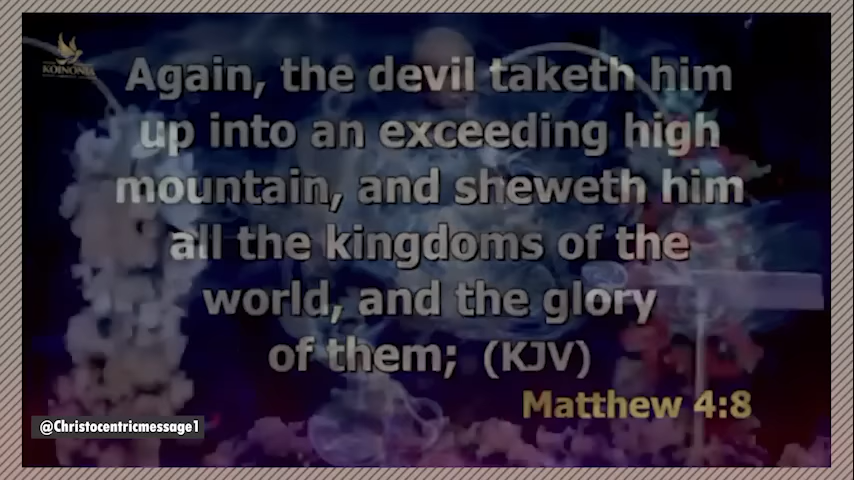 KOINONIA
Again, the devil taketh him
up into an exceeding high
mountain, and sheweth him
all the kingdoms of the
world, and the glory
of them; (KJV)
Matthew 4:8
@Christocentricmessage1